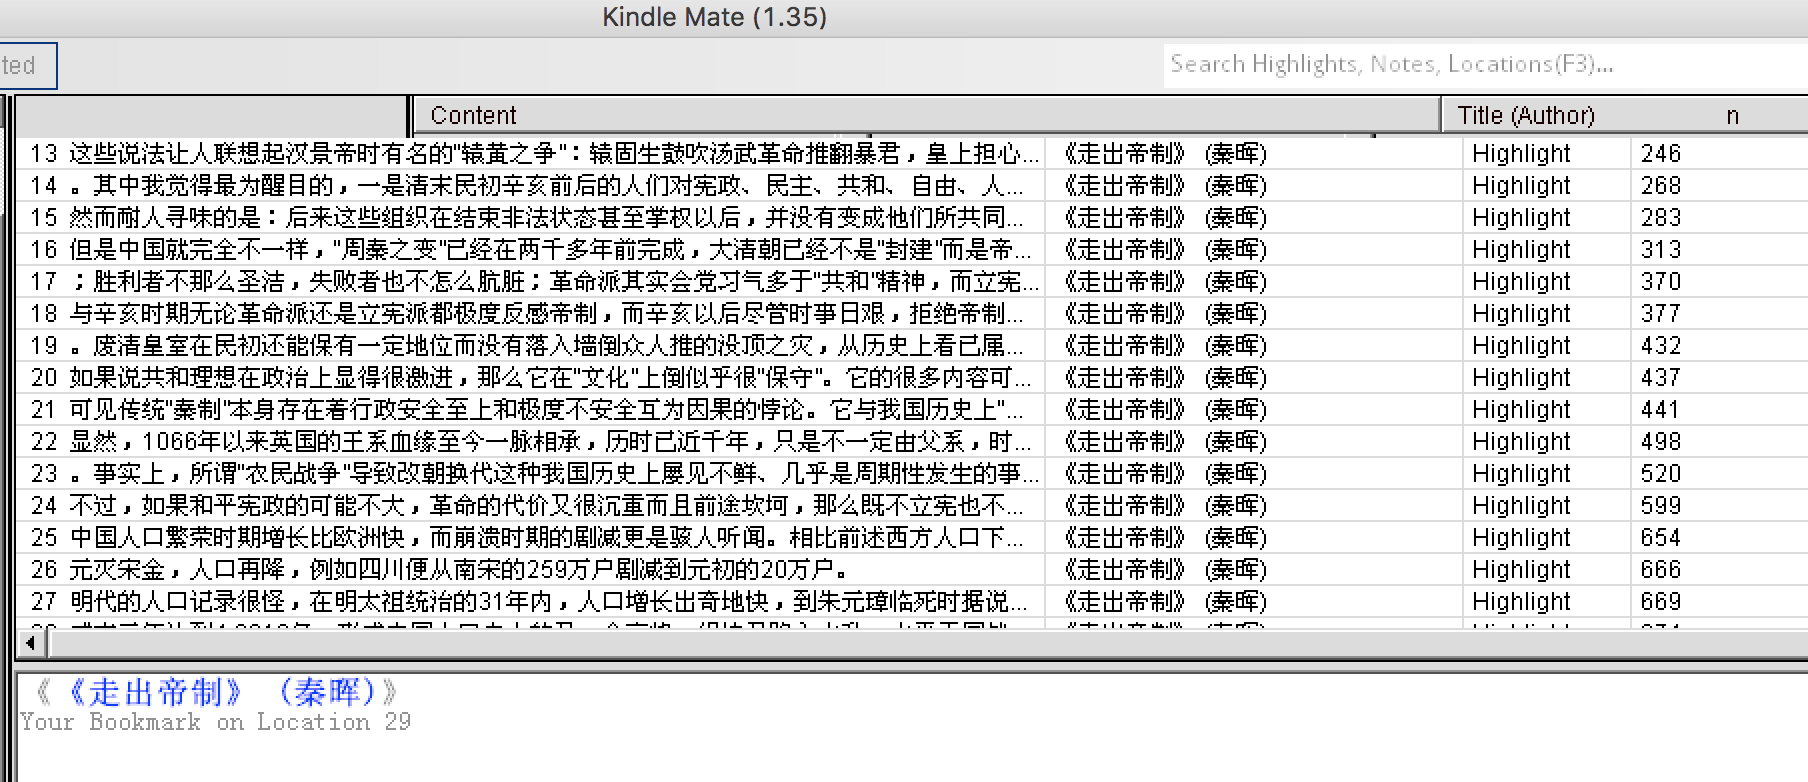 Kindle Mate (1.35)
ted
Search Highlights, Notes, Locations(F3)...
Content Title (Author) n
13 这些说法让人联想起汉景帝时有名的"辕黄之争"：辕固生鼓吹汤武革命推翻暴君，皇上担心... 《走出帝制》 (秦晖) Highlight 246
14 。其中我觉得最为醒目的，一是清末民初辛亥前后的人们对宪政、民主、共和、自由、人... 《走出帝制》 (秦晖) Highlight 268
15 然而耐人寻味的是：后来这些组织在结束非法状态甚至掌权以后，并没有变成他们所共同... 《走出帝制》 (秦晖) Highlight 283
16 但是中国就完全不一样，"周秦之变"已经在两千多年前完成，大清朝已经不是"封建"而是帝... 《走出帝制》 (秦晖) Highlight 313
17 ；胜利者不那么圣洁，失败者也不怎么肮脏；革命派其实会党习气多于"共和"精神，而立宪... 《走出帝制》 (秦晖) Highlight 370
18 与辛亥时期无论革命派还是立宪派都极度反感帝制，而辛亥以后尽管时事日艰，拒绝帝制... 《走出帝制》 (秦晖) Highlight 377
19 。废清皇室在民初还能保有一定地位而没有落入墙倒众人推的没顶之灾，从历史上看已属... 《走出帝制》 (秦晖) Highlight 432
20 如果说共和理想在政治上显得很激进，那么它在"文化"上倒似乎很"保守"。它的很多内容可... 《走出帝制》 (秦晖) Highlight 437
21 可见传统"秦制"本身存在着行政安全至上和极度不安全互为因果的悖论。它与我国历史上"... 《走出帝制》 (秦晖) Highlight 441
22 显然，1066年以来英国的王系血缘至今一脉相承，历时已近千年，只是不一定由父系，时... 《走出帝制》 (秦晖) Highlight 498
23 。事实上，所谓"农民战争"导致改朝换代这种我国历史上屡见不鲜、几乎是周期性发生的事... 《走出帝制》 (秦晖) Highlight 520
24 不过，如果和平宪政的可能不大，革命的代价又很沉重而且前途坎坷，那么既不立宪也不... 《走出帝制》 (秦晖) Highlight 599
25 中国人口繁荣时期增长比欧洲快，而崩溃时期的剧减更是骇人听闻。相比前述西方人口下... 《走出帝制》 (秦晖) Highlight 654
26 元灭宋金，人口再降，例如四川便从南宋的259万户剧减到元初的20万户。 《走出帝制》 (秦晖) Highlight 666
27 明代的人口记录很怪，在明太祖统治的31年内，人口增长出奇地快，到朱元璋临死时据说... 《走出帝制》 (秦晖) Highlight 669
《《走出帝制》 (秦晖)》
Your Bookmark on Location 29